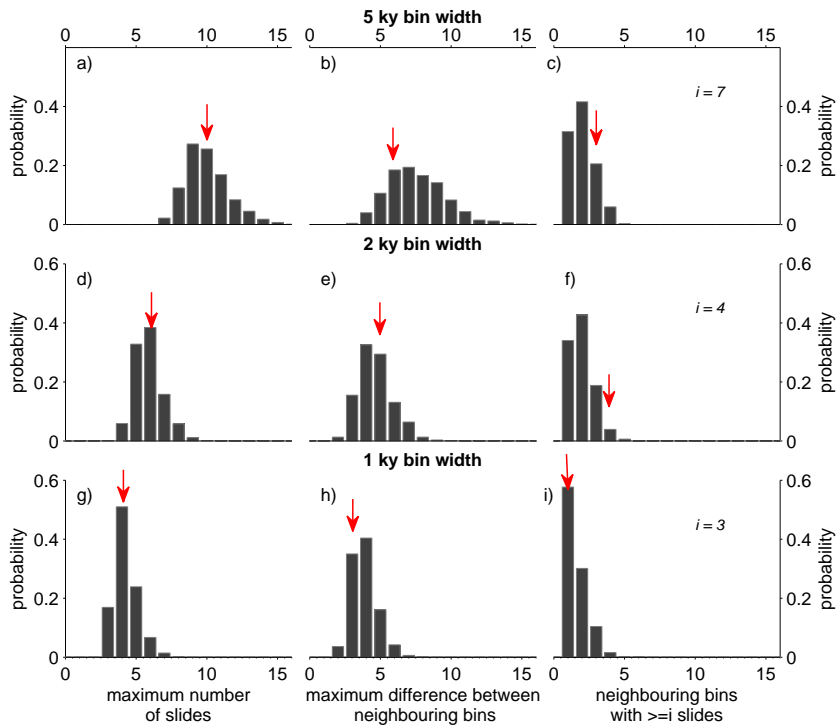 5 ky bin width
0 5 10 15 0 5 10 15 0 5 10 15
a) b) c)
i = 7
probability
0.4 0.4
0.2 0.2
0 0
probability
2 ky bin width
0.6 0.6
d) e) f)
i = 4
probability
0.4 0.4
0.2 0.2
0 0
probability
1 ky bin width
0.6 0.6
g) h) i)
i = 3
probability
0.4 0.4
0.2 0.2
0 0
probability
0 5 10 15 0 5 10 15 0 5 10 15
maximum number
of slides
maximum difference between
neighbouring bins
neighbouring bins
with >=i slides